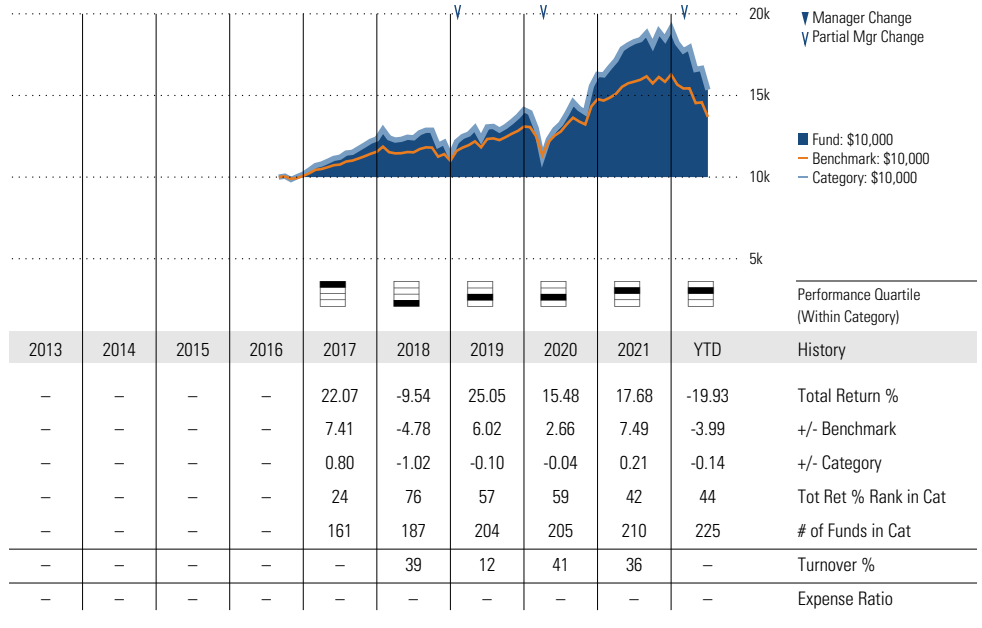 20k
Manager Change
Partial Mgr Change
15k
Fund: $10,000
Benchmark: $10,000
10k
Category: $10,000
5k
Performance Quartile
(Within Category)
2013 2014 2015 2016 2017 2018 2019 2020 2021 YTD History
– – – – 22.07 -9.54 25.05 15.48 17.68 -19.93 Total Return %
– – – – 7.41 -4.78 6.02 2.66 7.49 -3.99 +/- Benchmark
– – – – 0.80 -1.02 -0.10 -0.04 0.21 -0.14 +/- Category
– – – – 24 76 57 59 42 44 Tot Ret % Rank in Cat
– – – – 161 187 204 205 210 225 # of Funds in Cat
– – – – – 39 12 41 36 – Turnover %
– – – – – – – – – – Expense Ratio